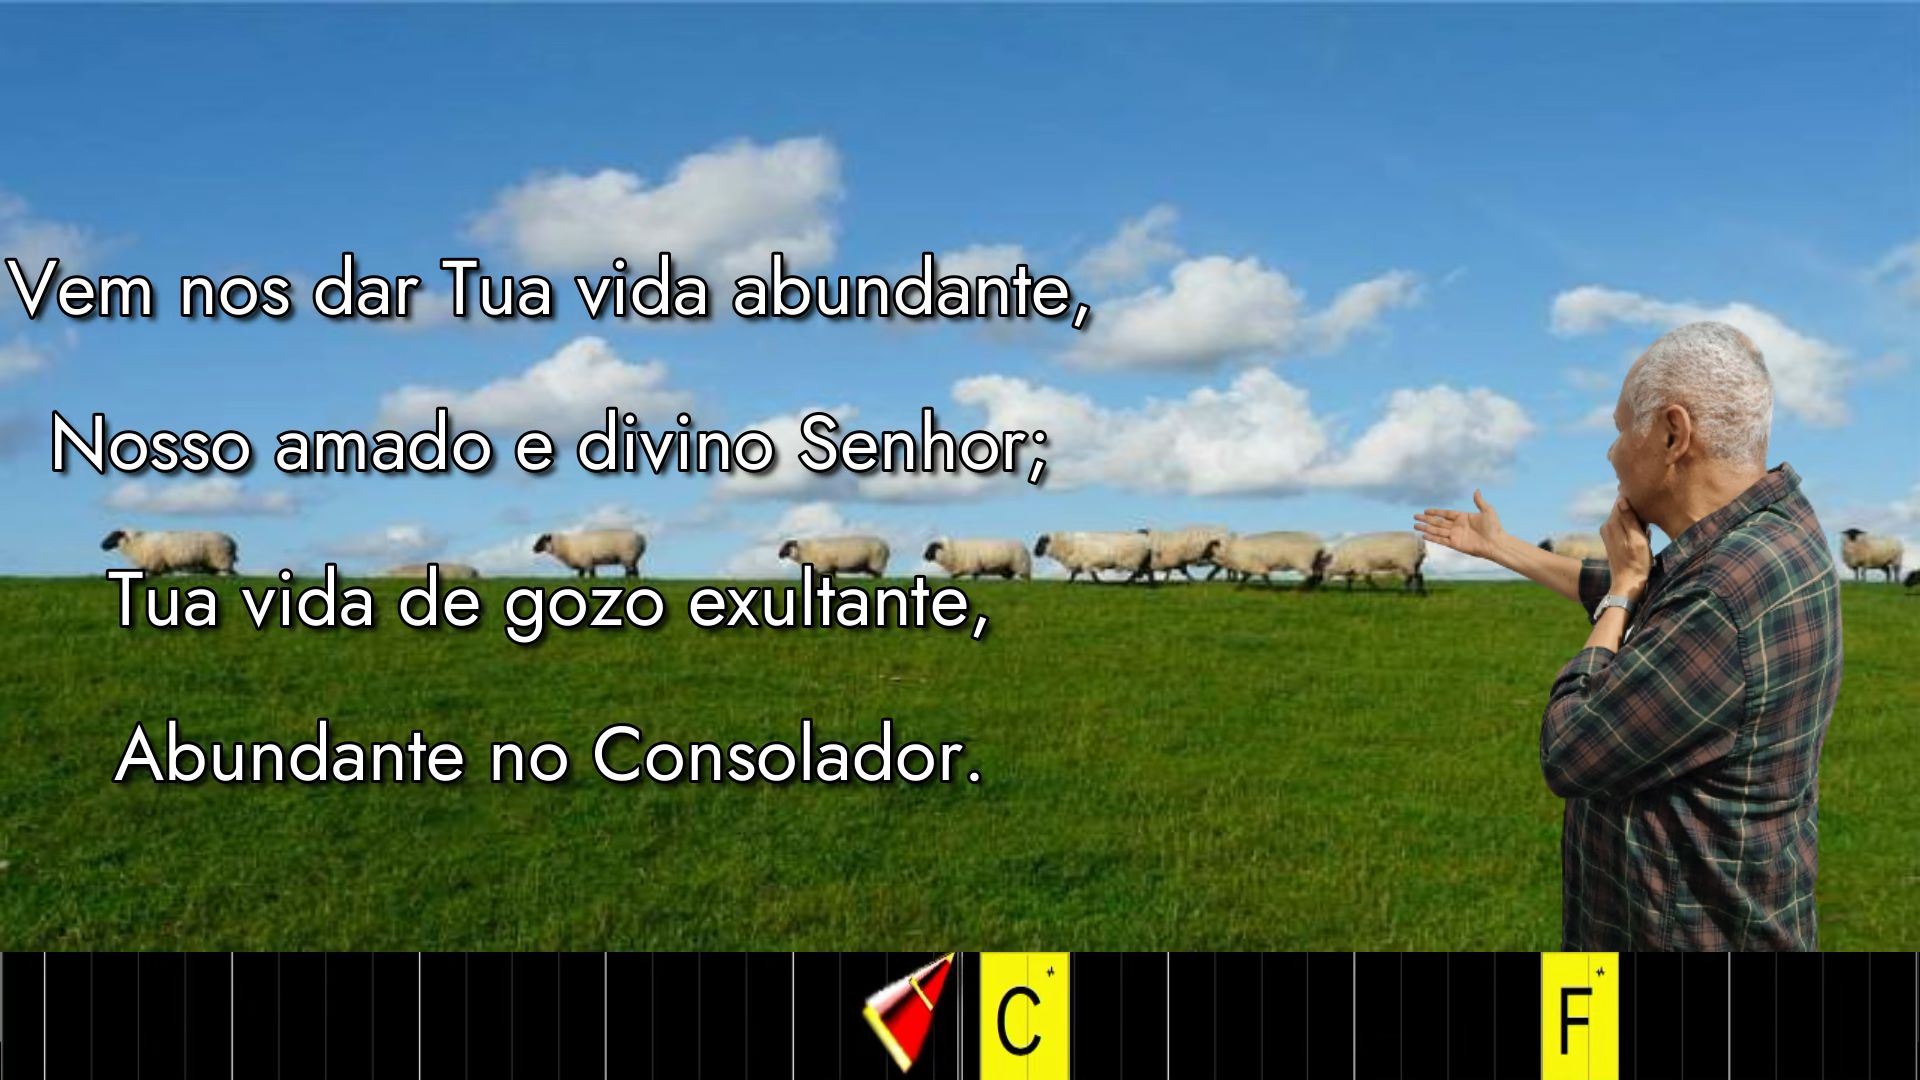 Vem nos dar Tua vida abundante,
Nosso amado e divino Senhor;
Tua vida de gozo exultante,
Abundante no Consolador.
C# F#